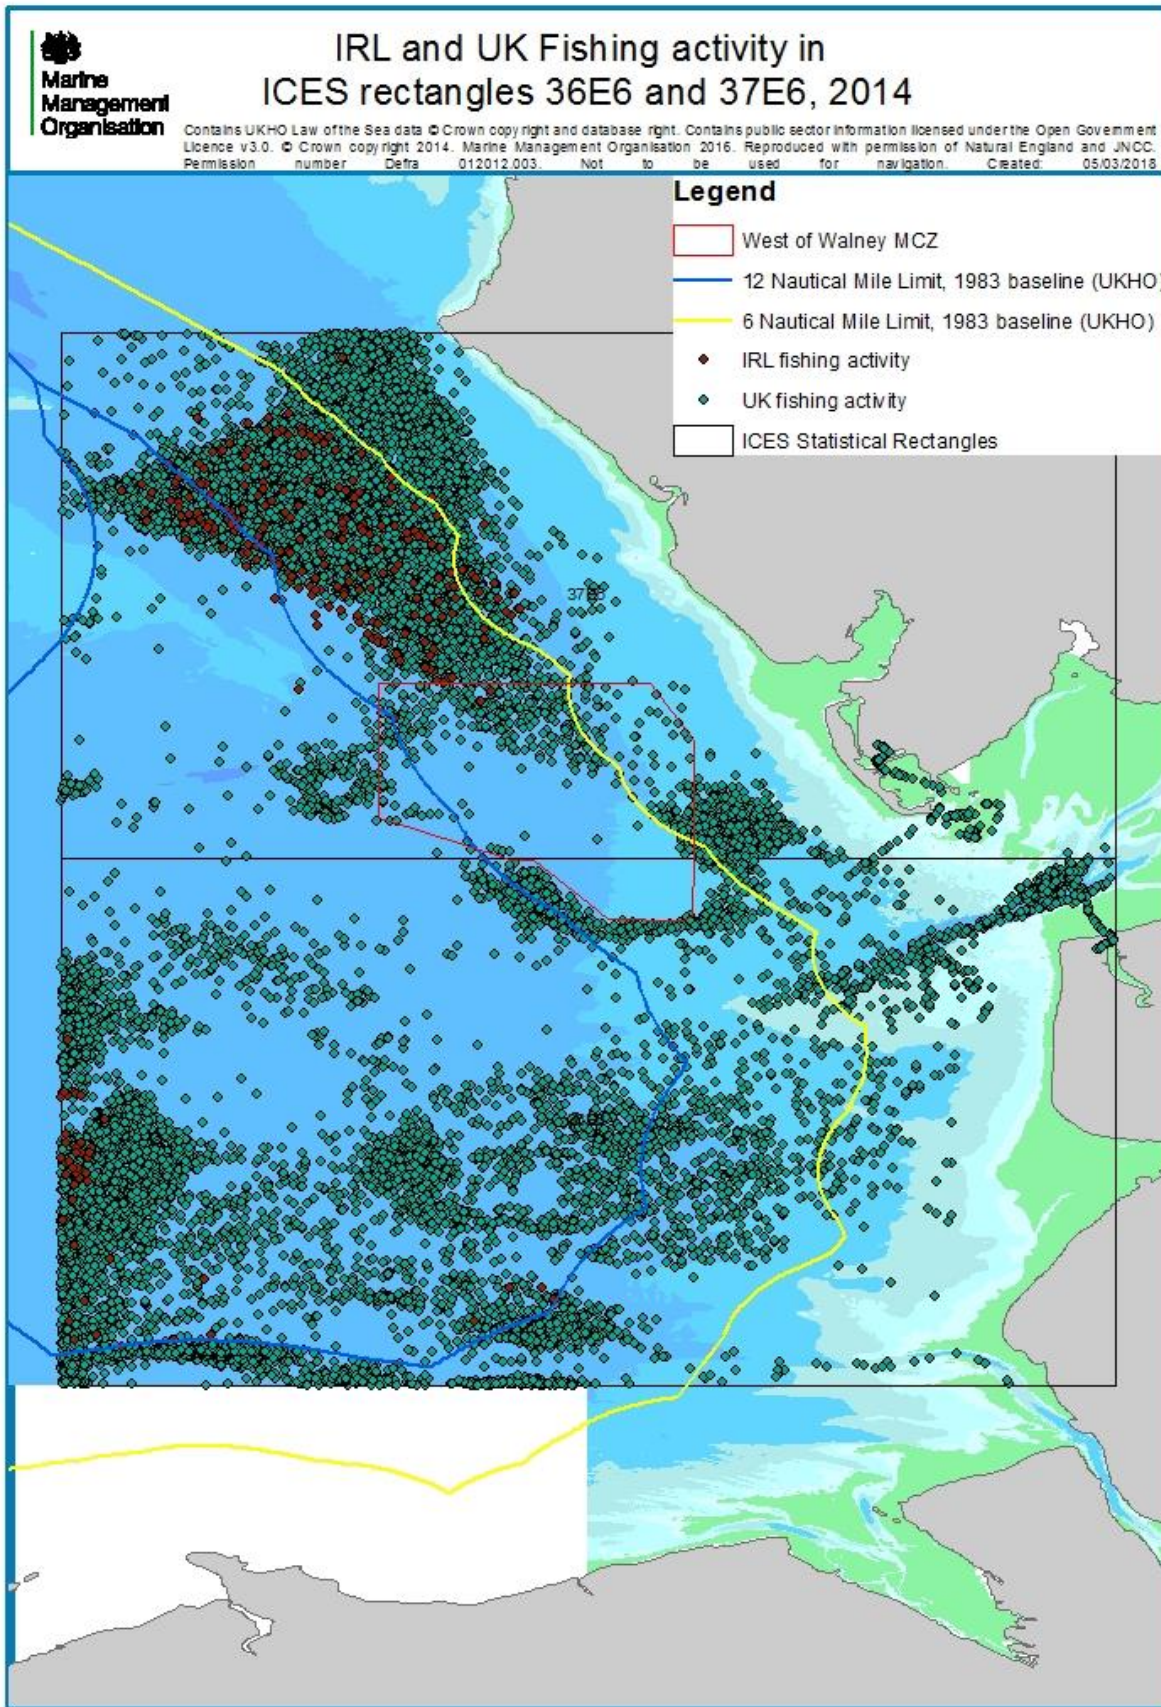 Marine
Management
Organisation
IRL and UK Fishing activity in
ICES rectangles 36E6 and 37E6, 2014
Contains UKHO Law of the Sea data © Crown copyright and database right. Contains public sector information licensed under the Open Government
Licence v3.0. © Crown copyright 2014. Marine Management Organisation 2016. Reproduced with permission of Natural England and JNCC.
Permission number Defra 012012.003. Not to be used for navigation. Created: 05/03/2018
Legend
West of Walney MCZ
12 Nautical Mile Limit, 1983 baseline (UKHO)
6 Nautical Mile Limit, 1983 baseline (UKHO)
IRL fishing activity
UK fishing activity
ICES Statistical Rectangles